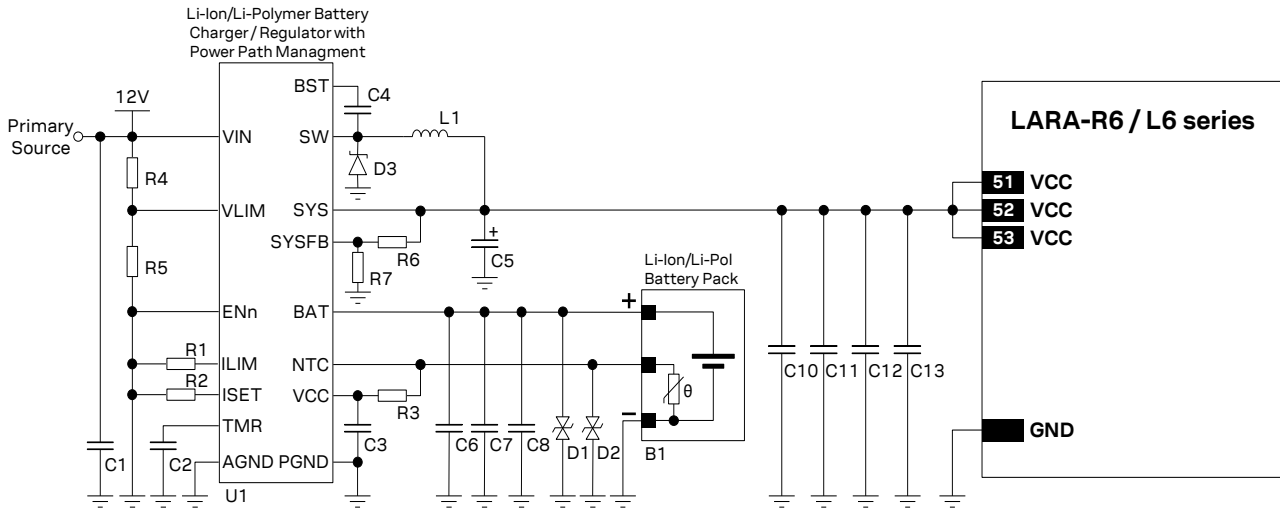 Li-Ion/Li-Polymer Battery
Charger / Regulator with
Power Path Managment
BST
C4
12V
L1
LARA-R6 / L6 series
Primary
Source
VIN
SW
R4
D3
51 VCC
VLIM
SYS
52 VCC
SYSFB
53 VCC
R6
C5
+
R5
R7
Li-Ion/Li-Pol
Battery Pack
ENn
BAT
+
R1
ILIM
NTC
C10
C11
C12
C13
R2
ISET
VCC
R3
θ
TMR
–
GND
C1
C2
AGND
PGND
C3
C6
C7
C8
D1
D2
B1
U1